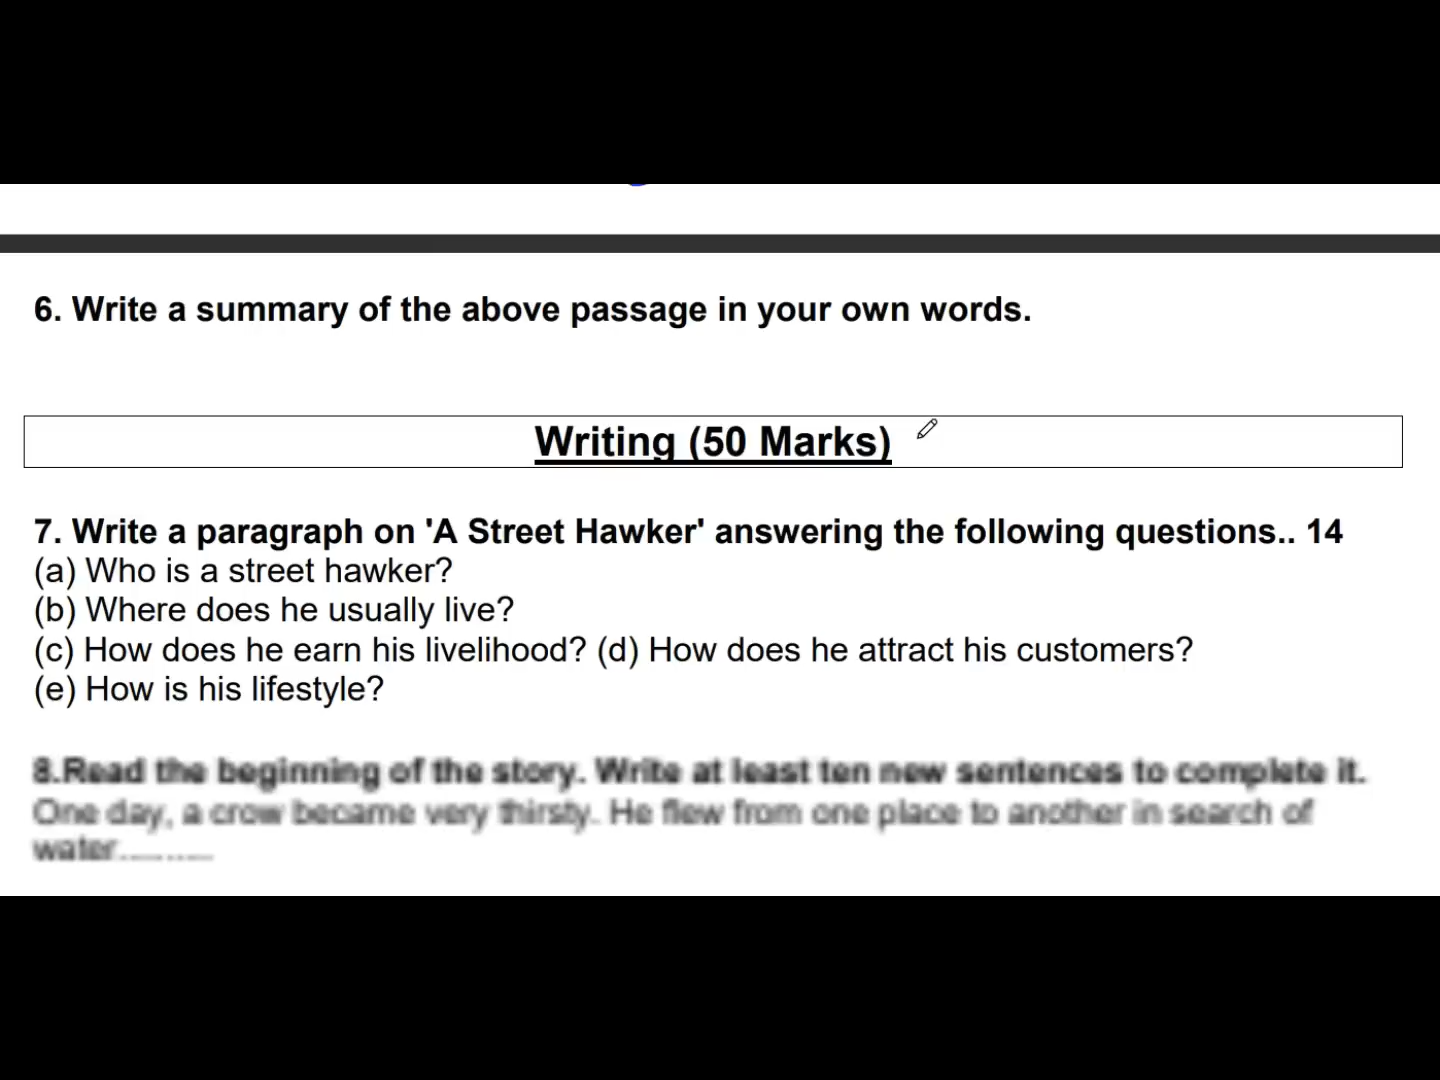 6. Write a summary of the above passage in your own words.
Writing (50 Marks)
7. Write a paragraph on 'A Street Hawker' answering the following questions.. 14
(a) Who is a street hawker?
(b) Where does he usually live?
(c) How does he earn his livelihood? (d) How does he attract his customers?
(e) How is his lifestyle?
8.Read the beginning of the story. Write at least ten new sentences to complete it.
One day, a crow became very thirsty. He flew from one place to another in search of
water..........